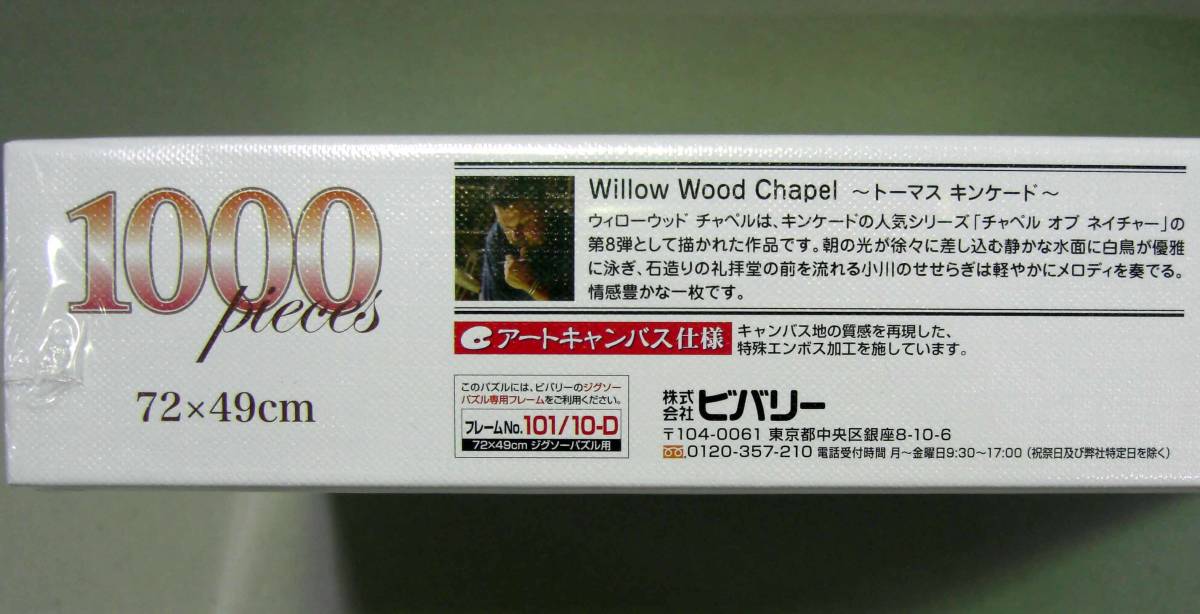 1000
pieces
72×49cm
Willow Wood Chapel ～トーマス キンケード～
ウィローウッド チャペルは、キンケードの人気シリーズ「チャペル オブ ネイチャー」の
第8弾として描かれた作品です。朝の光が徐々に差し込む静かな水面に白鳥が優雅
に泳ぎ、石造りの礼拝堂の前を流れる小川のせせらぎは軽やかにメロディを奏でる。
情感豊かな一枚です。
アートキャンバス仕様
キャンバス地の質感を再現した、
特殊エンボス加工を施しています。
このパズルには、ビバリーのジグソー
パズル専用フレームをご利用ください。
フレームNo.101/10-D
72×49cm ジグソーパズル用
株式会社 ビバリー
〒104-0061 東京都中央区銀座8-10-6
0120-357-210 電話受付時間 月～金曜日9:30～17:00（祝祭日及び弊社特定日を除く）